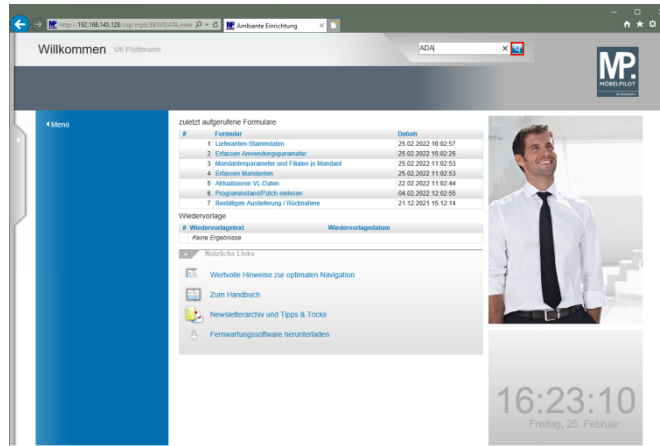 http://192.168.145.128/csp/mp8/BEWIDATA.main
Ambiente Einrichtung
Willkommen Uli Flottmann
ADA
MP.
MÖBELPILOT
Menü
zuletzt aufgerufene Formulare
# Formular Datum
1 Lieferanten-Stammdaten 25.02.2022 16:02:57
2 Erfassen Anwendungsparameter 25.02.2022 15:02:25
3 Mandantenparameter und Filialen je Mandant 25.02.2022 11:02:53
4 Erfassen Mandanten 25.02.2022 11:02:53
5 Aktualisieren VL-Daten 22.02.2022 11:02:44
6 Programmstand/Patch einlesen 04.02.2022 12:02:55
7 Bestätigen Auslieferung / Rücknahme 21.12.2021 15:12:14
Wiedervorlage
# Wiedervorlagetext Wiedervorlagedatum
Keine Ergebnisse
Nützliche Links
Wertvolle Hinweise zur optimalen Navigation
Zum Handbuch
Newsletterarchiv und Tipps & Tricks
Fernwartungssoftware herunterladen
16:23:10
Freitag, 25. Februar